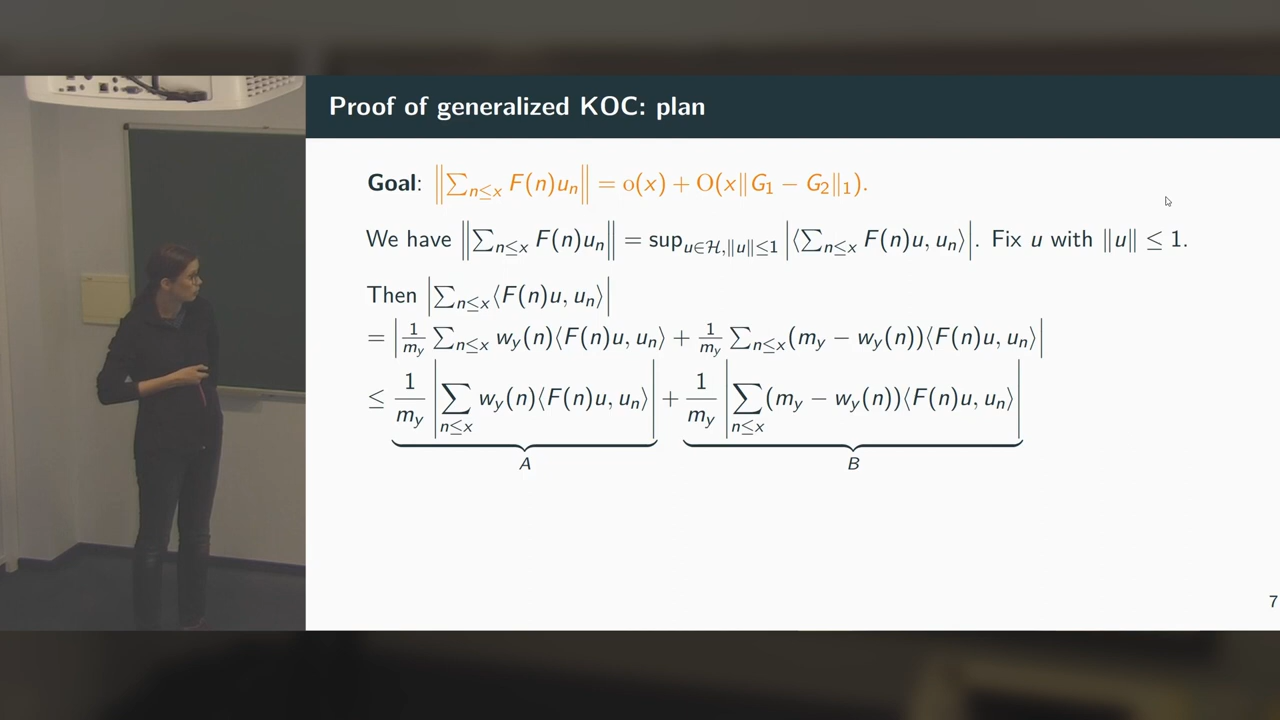 Proof of generalized KOC: plan
Goal: ‖∑_{n≤x} F(n)u_n‖ = o(x) + O(x‖G_1 − G_2‖_1).
We have ‖∑_{n≤x} F(n)u_n‖ = sup_{u∈ℋ,‖u‖≤1} |⟨∑_{n≤x} F(n)u, u_n⟩|. Fix u with ‖u‖ ≤ 1.
Then |∑_{n≤x}⟨F(n)u, u_n⟩|
= |1/m_y ∑_{n≤x} w_y(n)⟨F(n)u, u_n⟩ + 1/m_y ∑_{n≤x}(m_y − w_y(n))⟨F(n)u, u_n⟩|
≤ 1/m_y |∑_{n≤x} w_y(n)⟨F(n)u, u_n⟩| + 1/m_y |∑_{n≤x}(m_y − w_y(n))⟨F(n)u, u_n⟩|
A B
7